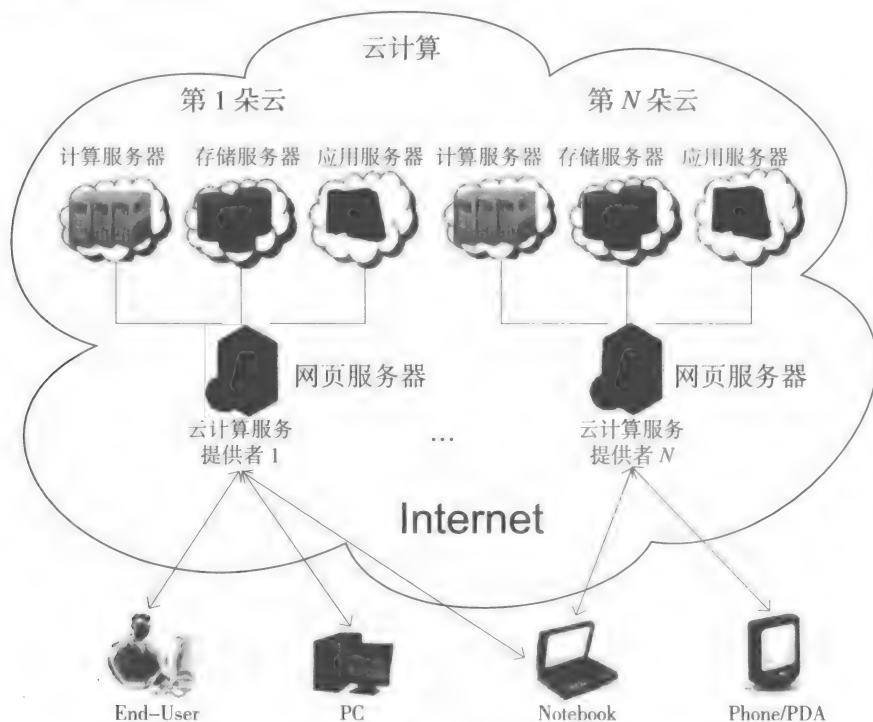 云计算
第 1 朵云
第 N 朵云
计算服务器
存储服务器
应用服务器
计算服务器
存储服务器
应用服务器
网页服务器
网页服务器
云计算服务
提供者 1
...
云计算服务
提供者 N
Internet
End-User
PC
Notebook
Phone/PDA